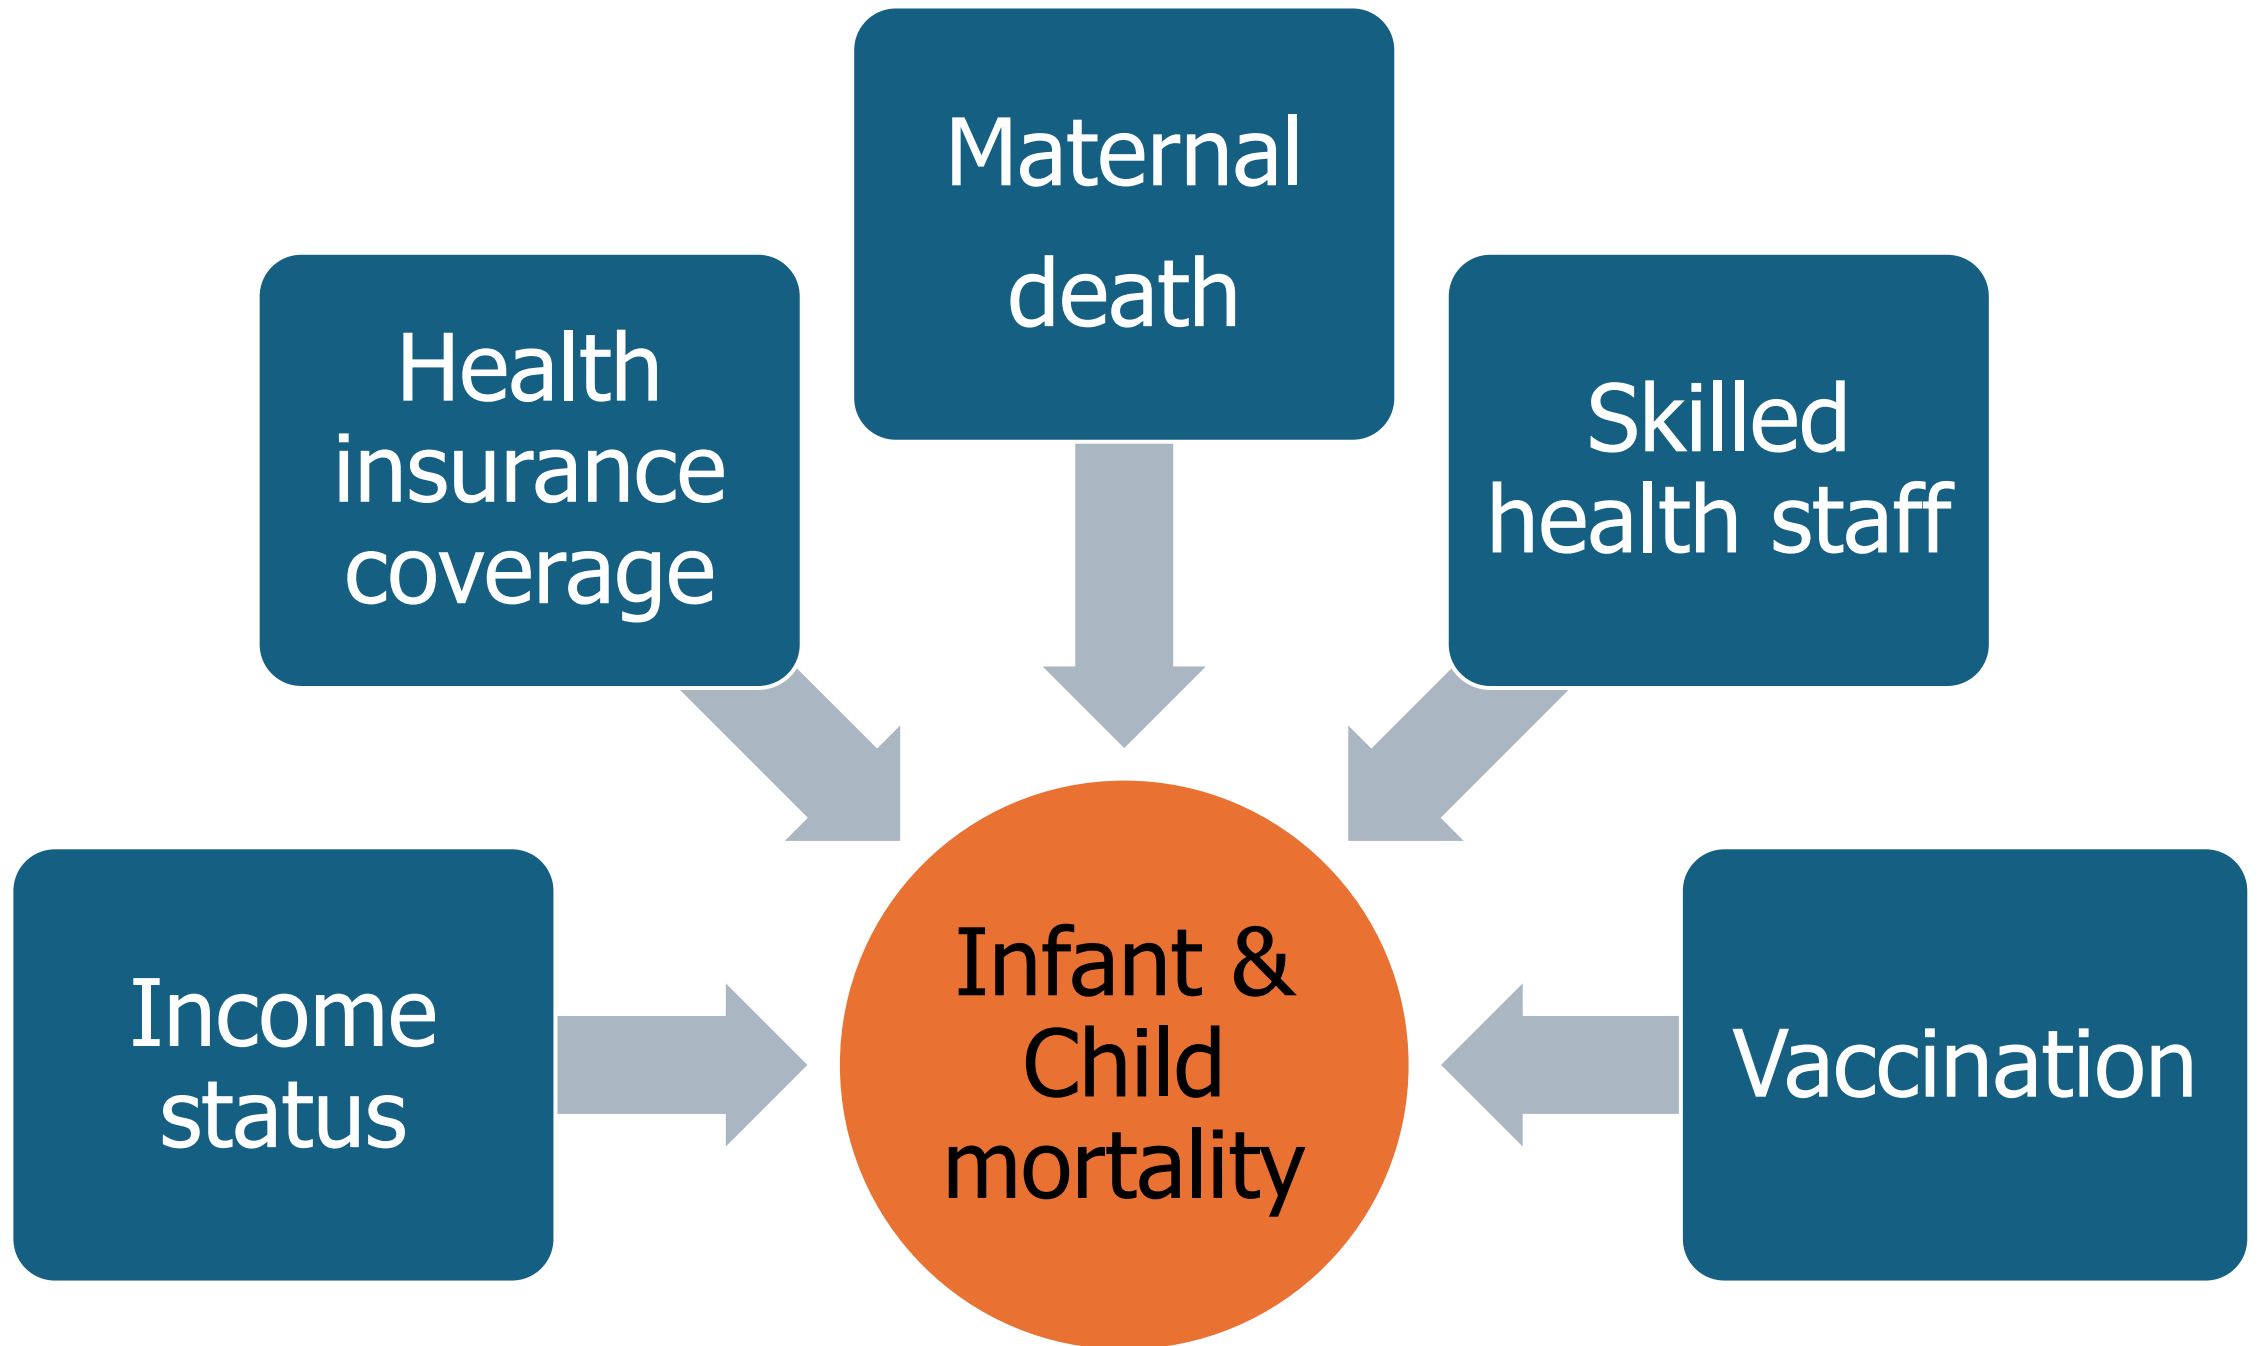 Maternal
death
Health
insurance
coverage
Skilled
health staff
Income
status
Infant &
Child
mortality
Vaccination